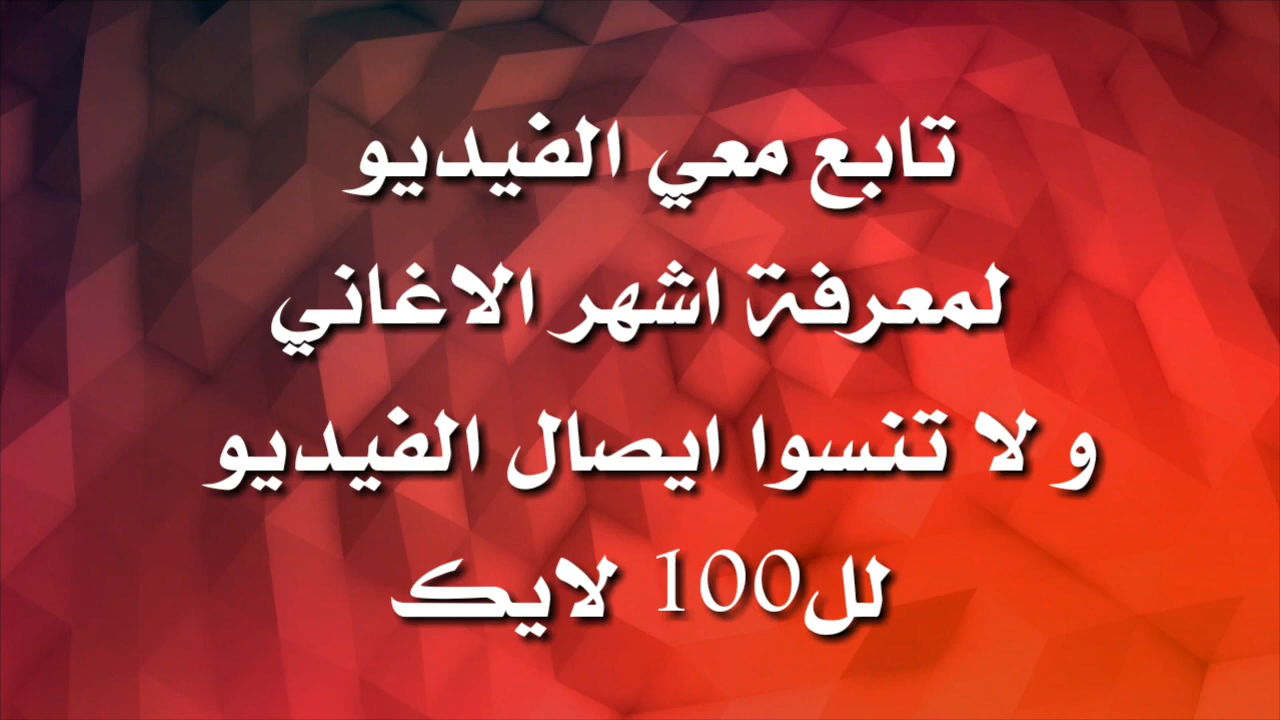 تابع معي الفيديو
لمعرفة اشهر الاغاني
و لا تنسوا ايصال الفيديو
لل100 لايك